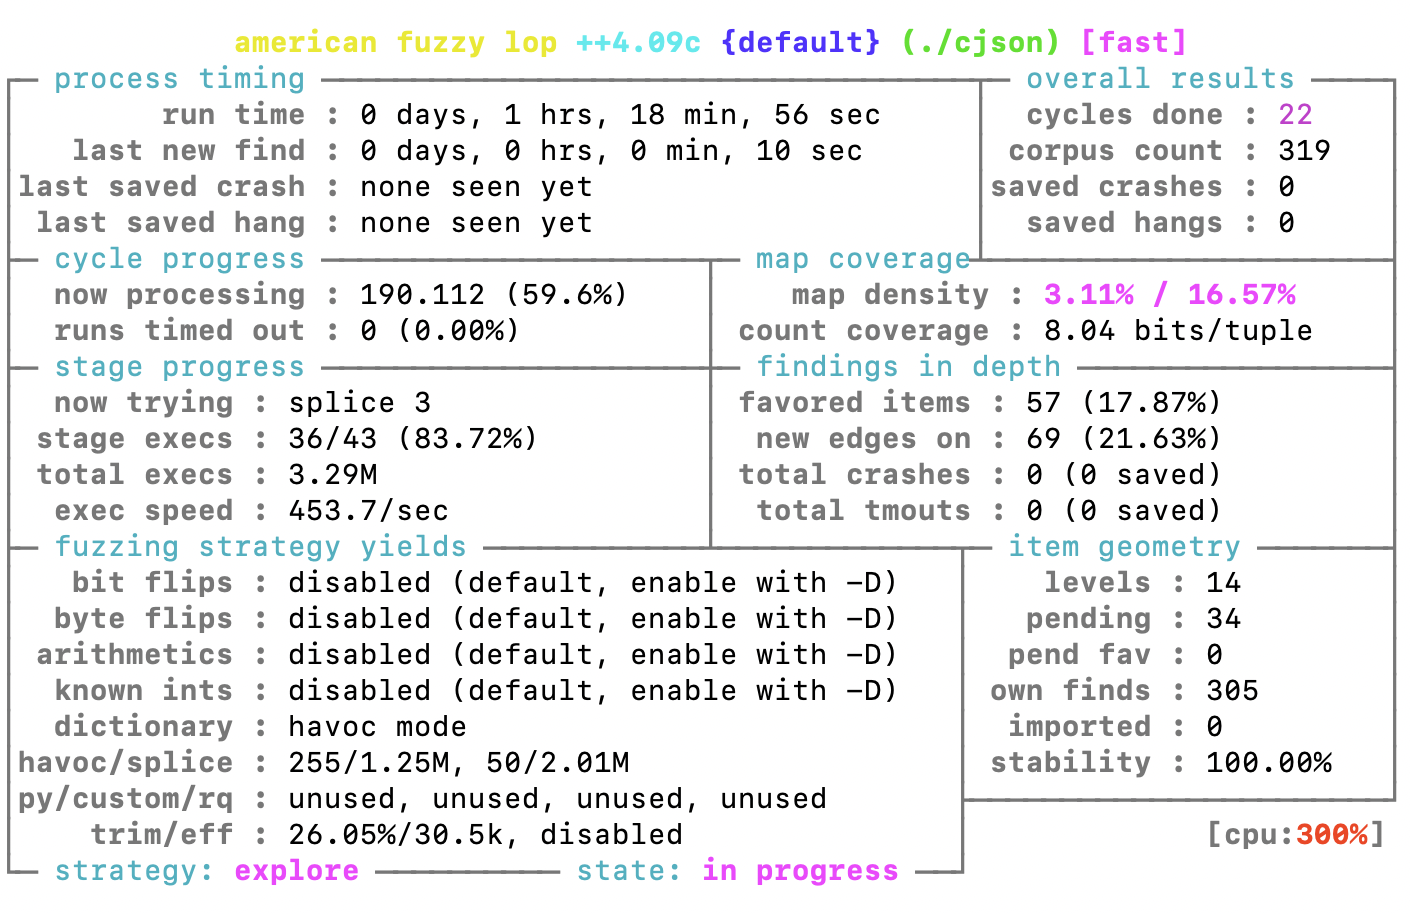 american fuzzy lop ++4.09c {default} (./cjson) [fast]
process timing overall results
run time : 0 days, 1 hrs, 18 min, 56 sec cycles done : 22
last new find : 0 days, 0 hrs, 0 min, 10 sec corpus count : 319
last saved crash : none seen yet saved crashes : 0
last saved hang : none seen yet saved hangs : 0
cycle progress map coverage
now processing : 190.112 (59.6%) map density : 3.11% / 16.57%
runs timed out : 0 (0.00%) count coverage : 8.04 bits/tuple
stage progress findings in depth
now trying : splice 3 favored items : 57 (17.87%)
stage execs : 36/43 (83.72%) new edges on : 69 (21.63%)
total execs : 3.29M total crashes : 0 (0 saved)
exec speed : 453.7/sec total tmouts : 0 (0 saved)
fuzzing strategy yields item geometry
bit flips : disabled (default, enable with -D) levels : 14
byte flips : disabled (default, enable with -D) pending : 34
arithmetics : disabled (default, enable with -D) pend fav : 0
known ints : disabled (default, enable with -D) own finds : 305
dictionary : havoc mode imported : 0
havoc/splice : 255/1.25M, 50/2.01M stability : 100.00%
py/custom/rq : unused, unused, unused, unused
trim/eff : 26.05%/30.5k, disabled [cpu:300%]
strategy: explore state: in progress